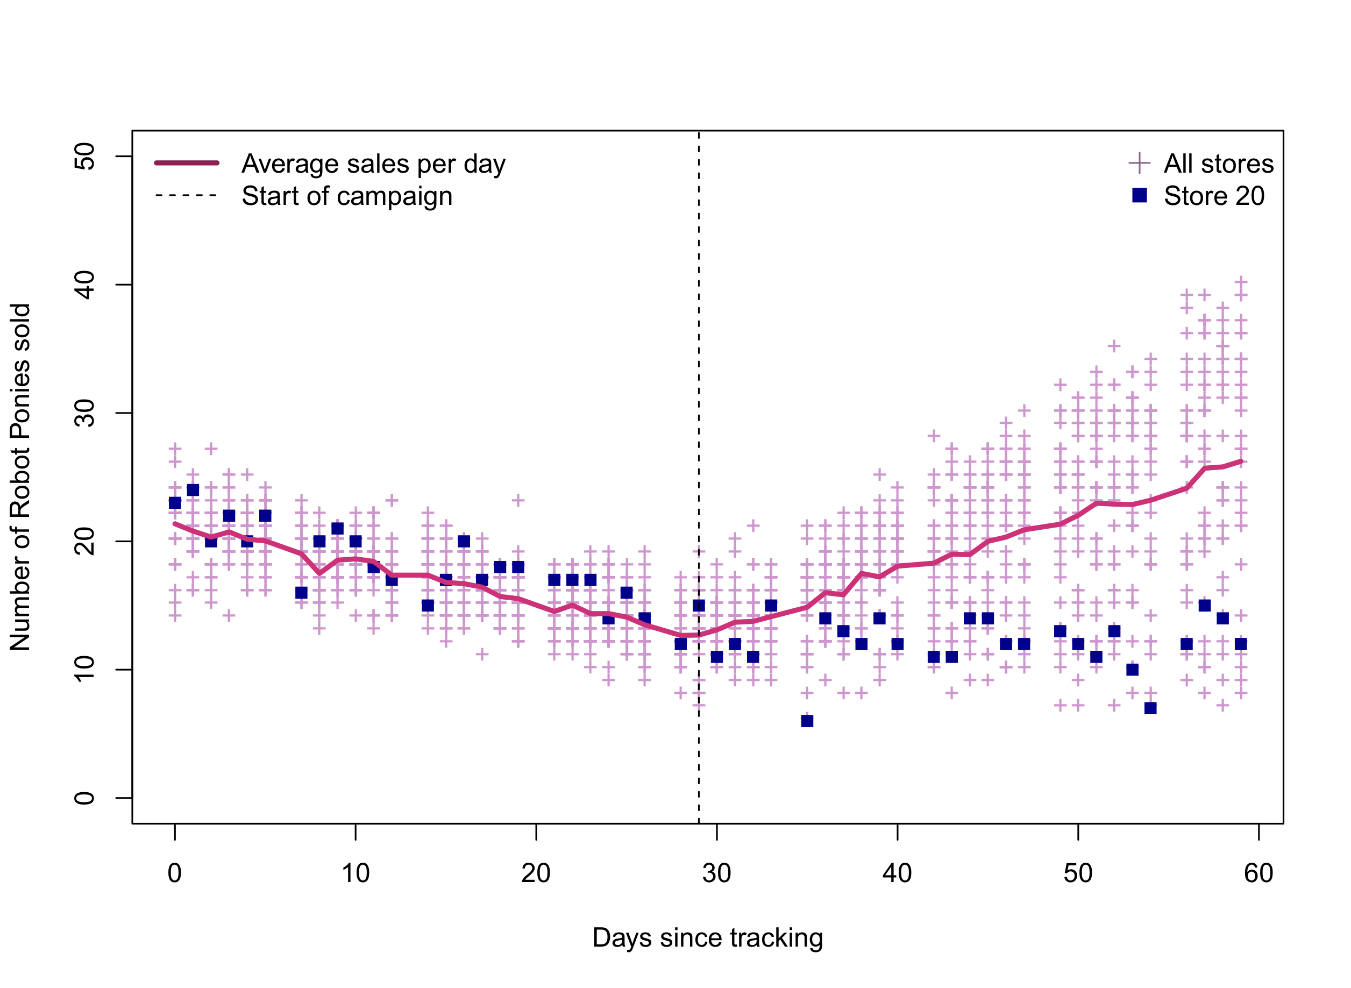 Average sales per day
Start of campaign
All stores
Store 20
Number of Robot Ponies sold
50
40
30
20
10
0
0 10 20 30 40 50 60
Days since tracking